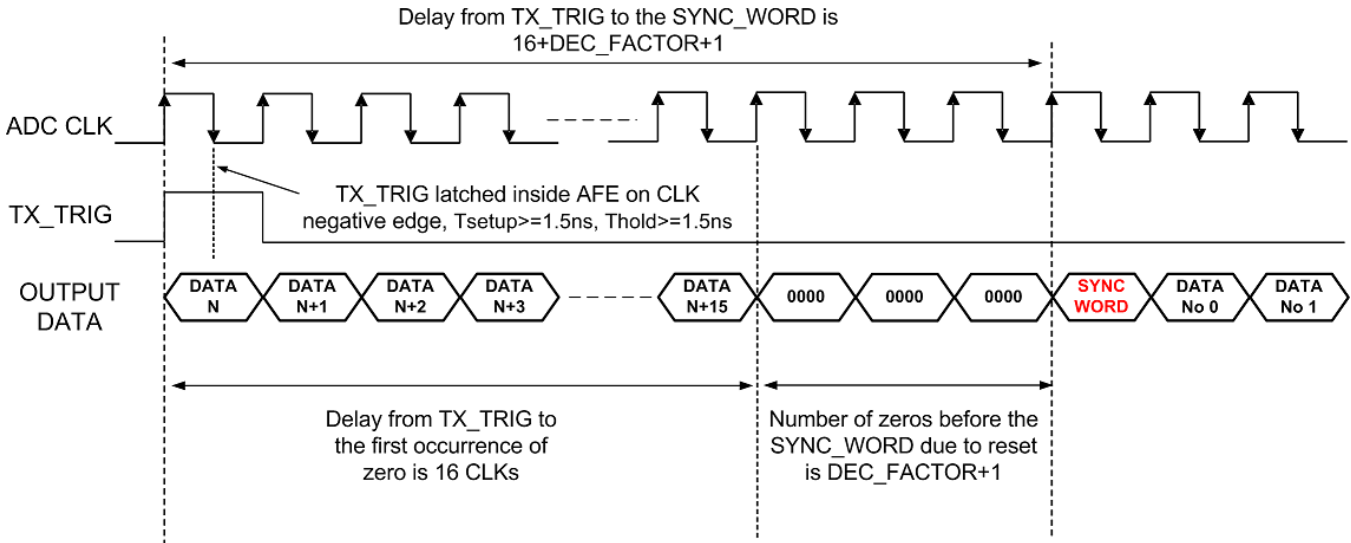 Delay from TX_TRIG to the SYNC_WORD is
16+DEC_FACTOR+1
ADC CLK
TX_TRIG latched inside AFE on CLK
negative edge, Tsetup>=1.5ns, Thold>=1.5ns
TX_TRIG
OUTPUT
DATA
DATA
N
DATA
N+1
DATA
N+2
DATA
N+3
DATA
N+15
0000
0000
0000
SYNC
WORD
DATA
No 0
DATA
No 1
Delay from TX_TRIG to
the first occurrence of
zero is 16 CLKs
Number of zeros before the
SYNC_WORD due to reset
is DEC_FACTOR+1